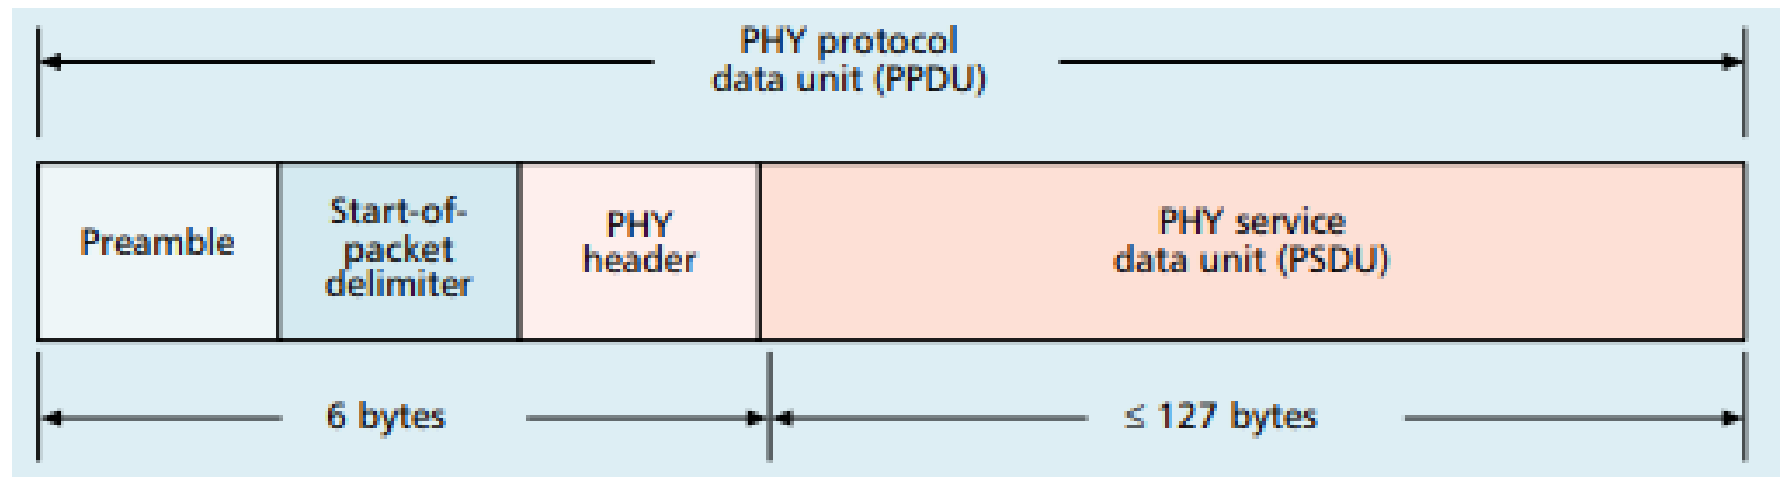 PHY protocol
data unit (PPDU)
Preamble
Start-of-
packet
delimiter
PHY
header
PHY service
data unit (PSDU)
6 bytes
≤ 127 bytes